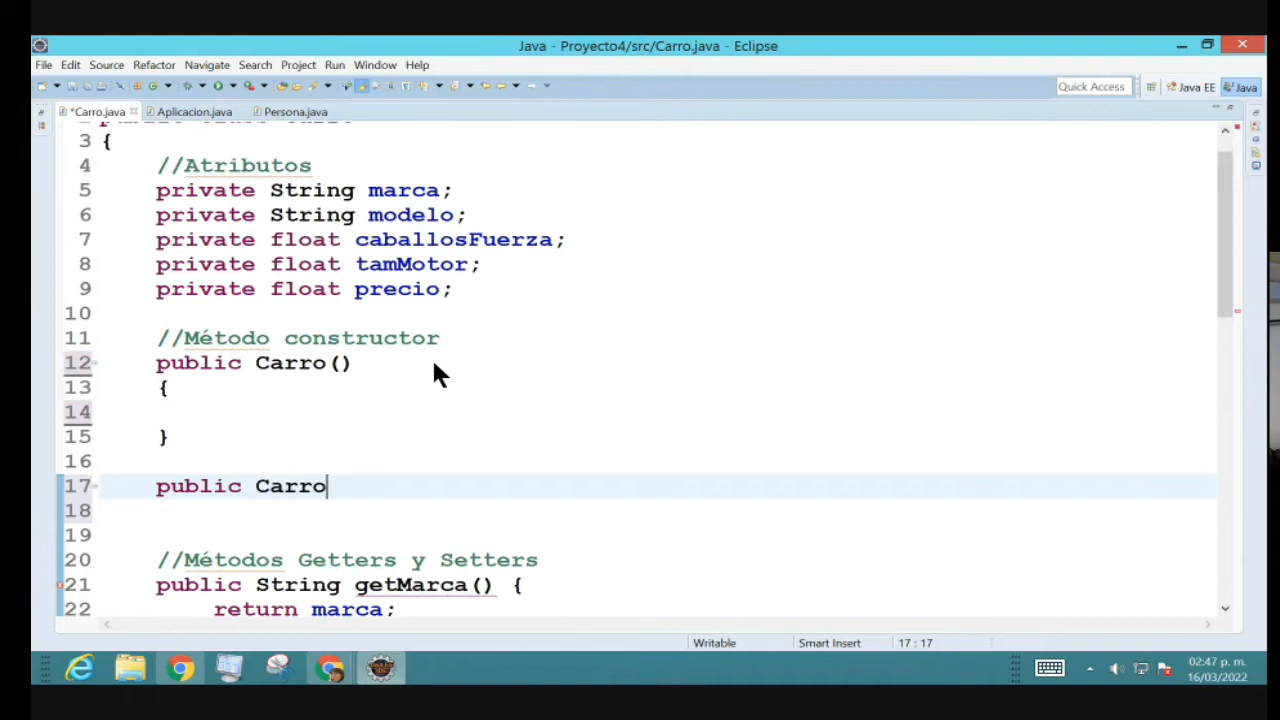 Java - Proyecto4/src/Carro.java - Eclipse
File Edit Source Refactor Navigate Search Project Run Window Help
Quick Access Java EE Java
*Carro.java Aplicacion.java Persona.java
3 {
4 //Atributos
5 private String marca;
6 private String modelo;
7 private float caballosFuerza;
8 private float tamMotor;
9 private float precio;
10
11 //Método constructor
12 public Carro()
13 {
14
15 }
16
17 public Carro
18
19
20 //Métodos Getters y Setters
21 public String getMarca() {
22 return marca;
Writable Smart Insert 17 : 17
02:47 p. m.
16/03/2022